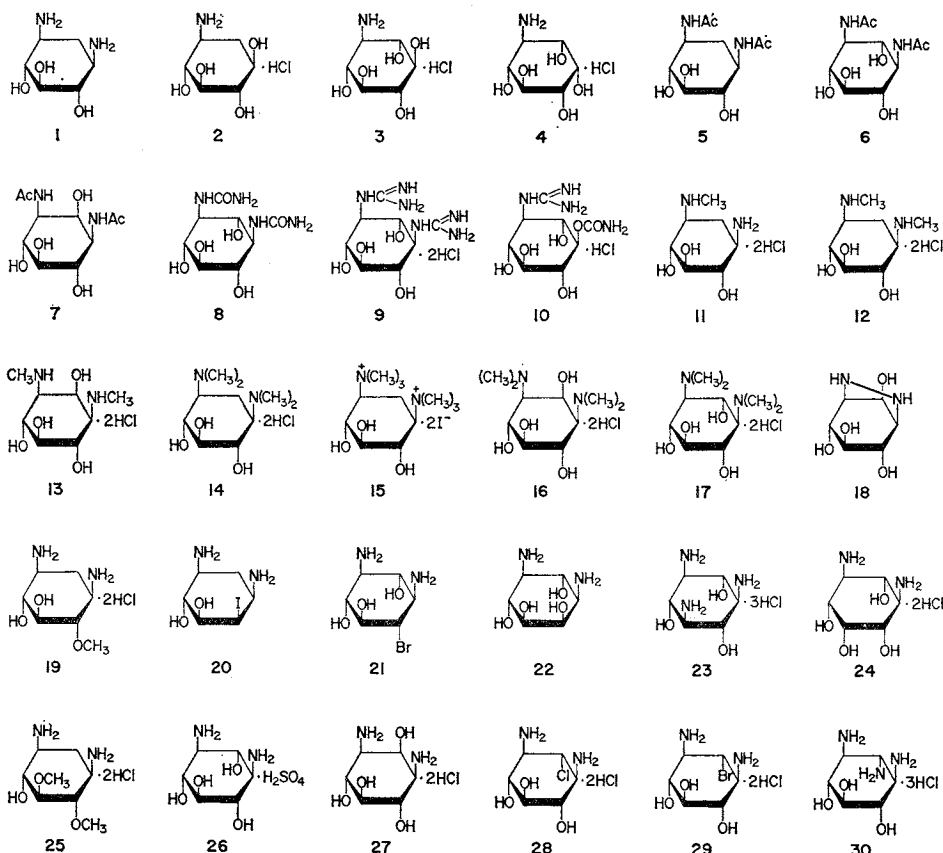 NH2 NH2 OH HO OH
NH2 OH OH HO OH · HCl
NH2 OH HO OH HO OH · HCl
NH2 HO OH HO OH OH · HCl
NHAc NHAc OH HO OH
NHAc NHAc HO OH HO OH
1 2 3 4 5 6
AcNH OH NHAc OH HO OH
NHCONH2 NHCONH2 HO OH HO OH
NHC NH NH2 NHC NH NH2 HO OH HO OH · 2HCl
NHC NH NH2 OCONH2 HO OH HO OH · HCl
NHCH3 NH2 OH HO OH · 2HCl
NHCH3 NHCH3 OH HO OH · 2HCl
7 8 9 10 11 12
CH3NH OH NHCH3 OH HO OH · 2HCl
N(CH3)2 N(CH3)2 OH HO OH · 2HCl
+ N(CH3)3 + N(CH3)3 OH HO OH · 2I-
(CH3)2N OH N(CH3)2 OH HO OH · 2HCl
N(CH3)2 N(CH3)2 HO OH HO OH · 2HCl
HN OH NH OH HO OH
13 14 15 16 17 18
NH2 NH2 OH HO OCH3 · 2HCl
NH2 NH2 I OH HO
NH2 NH2 HO OH HO Br
NH2 NH2 HO OH OH HO
NH2 NH2 HO NH2 HO OH · 3HCl
NH2 NH2 HO HO OH OH · 2HCl
19 20 21 22 23 24
NH2 NH2 OCH3 HO OCH3 · 2HCl
NH2 NH2 HO OH HO OH · H2SO4
NH2 OH NH2 OH HO OH · 2HCl
NH2 NH2 Cl OH HO OH · 2HCl
NH2 NH2 Br OH HO OH · 2HCl
NH2 NH2 H2N OH HO OH · 3HCl
25 26 27 28 29 30